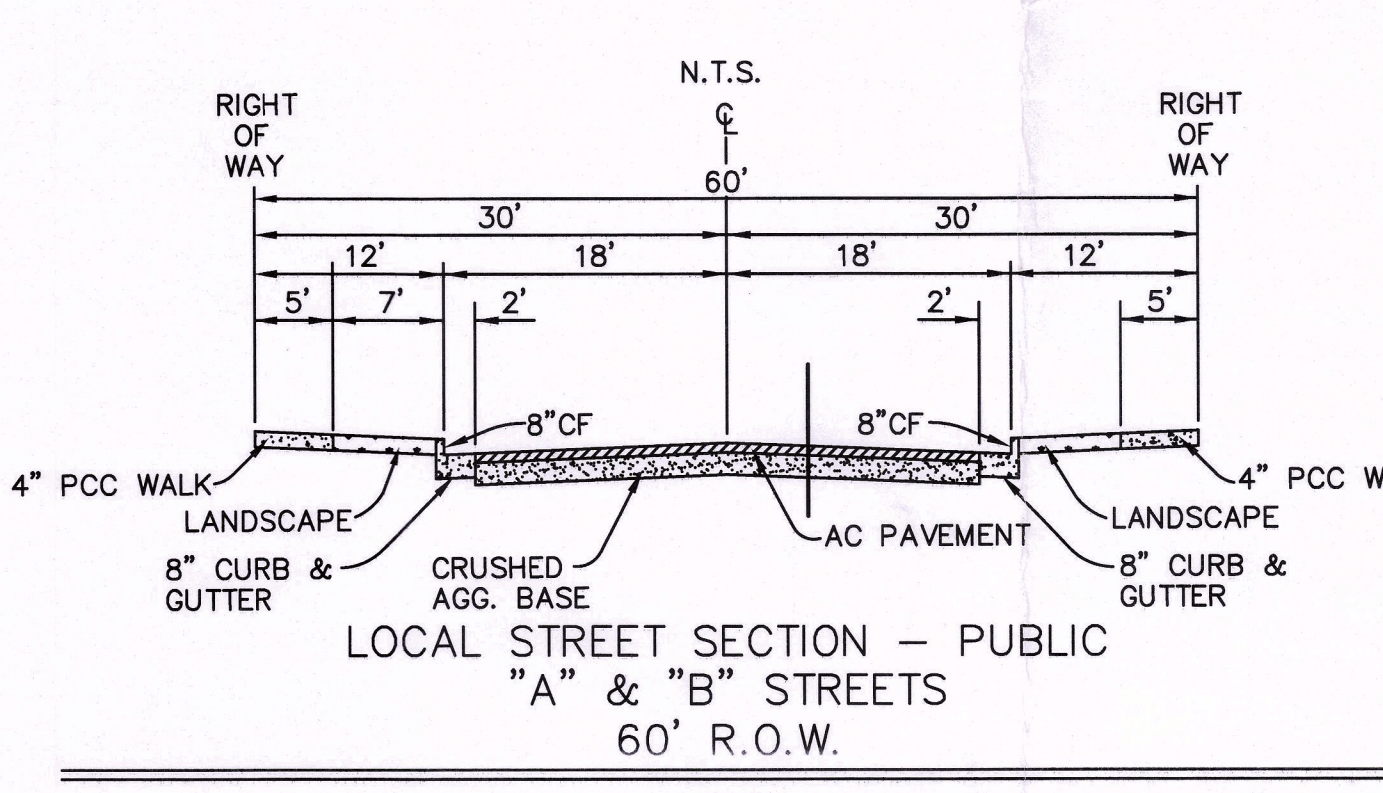 N.T.S.
℄
RIGHT
OF
WAY
RIGHT
OF
WAY
60'
30'
30'
12'
18'
18'
12'
5'
7'
2'
2'
5'
8"CF
8"CF
4" PCC WALK
4" PCC W
LANDSCAPE
AC PAVEMENT
LANDSCAPE
8" CURB &
GUTTER
CRUSHED
AGG. BASE
8" CURB &
GUTTER
LOCAL STREET SECTION – PUBLIC
"A" & "B" STREETS
60' R.O.W.